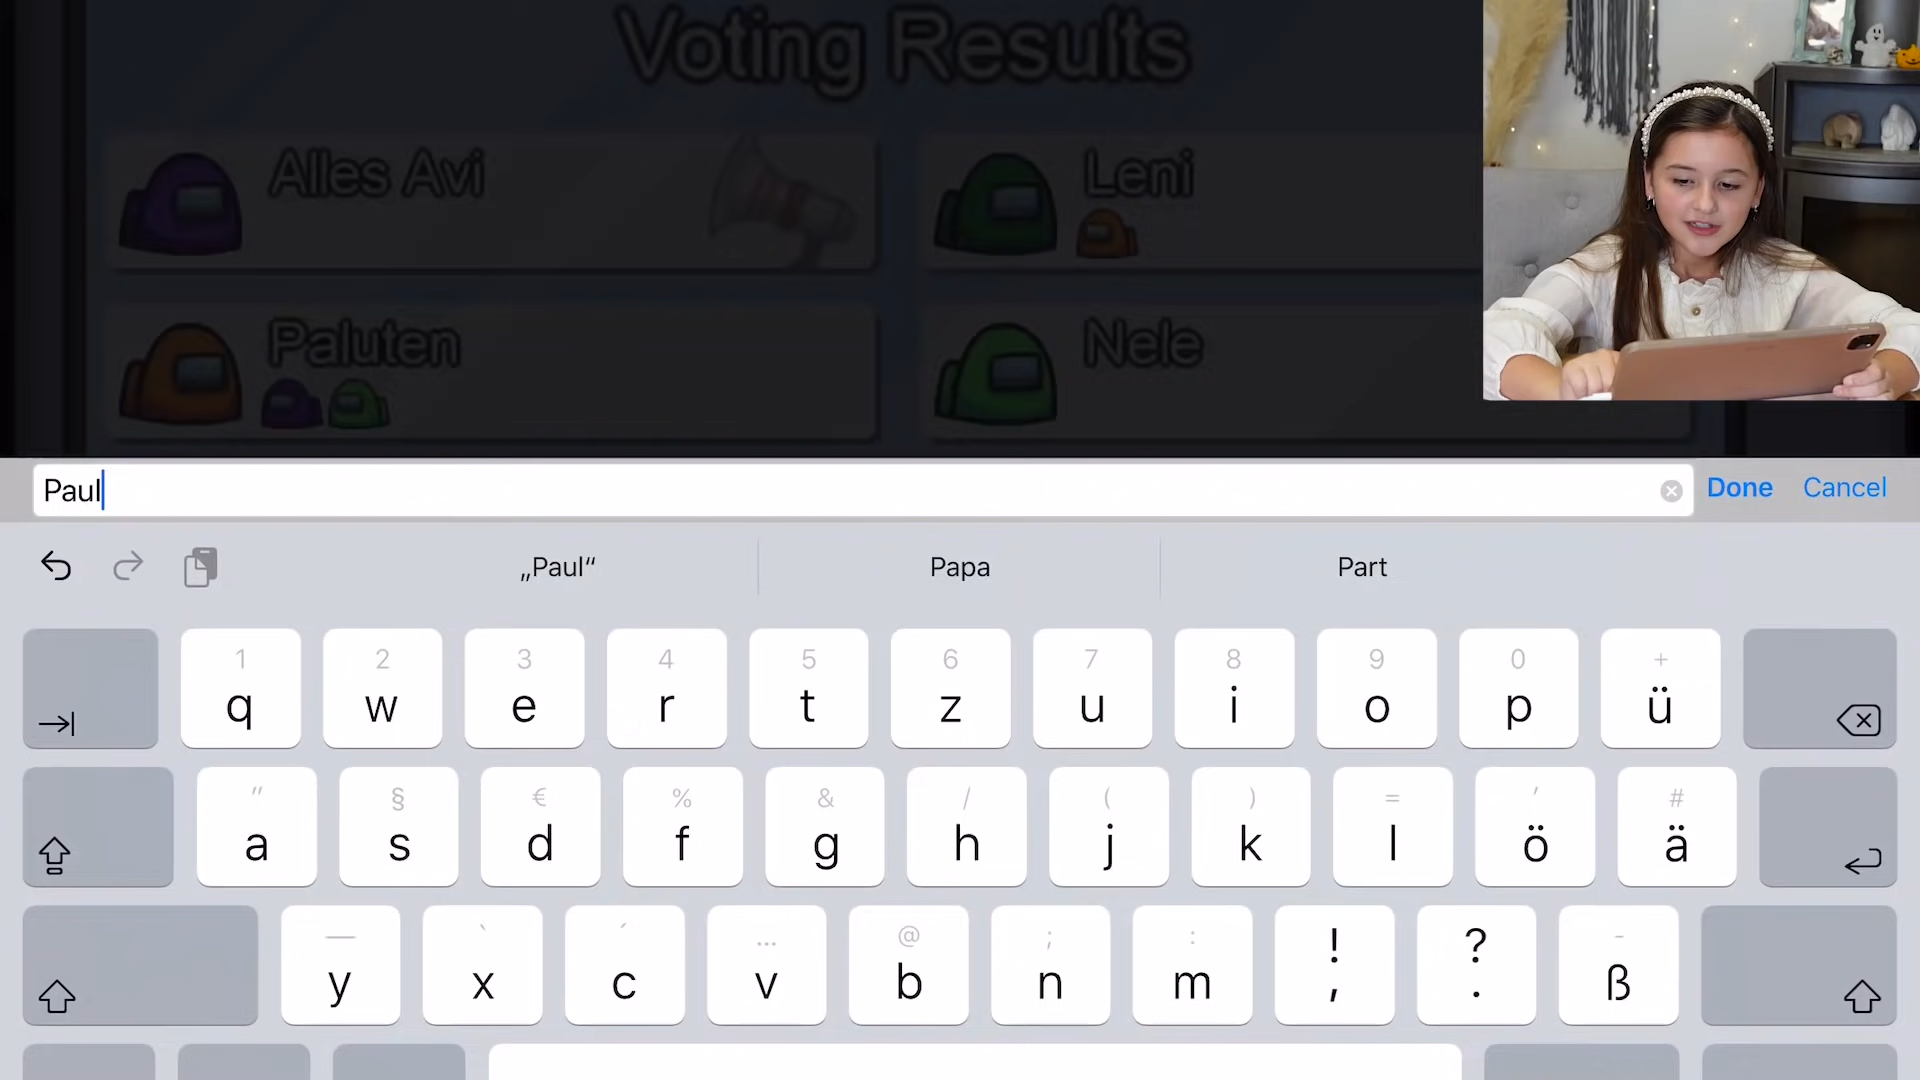 Voting Results
Alles Avi
Leni
Paluten
Nele
Paul
Done Cancel
„Paul“ Papa Part
1 2 3 4 5 6 7 8 9 0 +
q w e r t z u i o p ü
" § € % & / ( ) = ' #
a s d f g h j k l ö ä
— ` ´ … @ ; : ! ? -
y x c v b n m , . ß